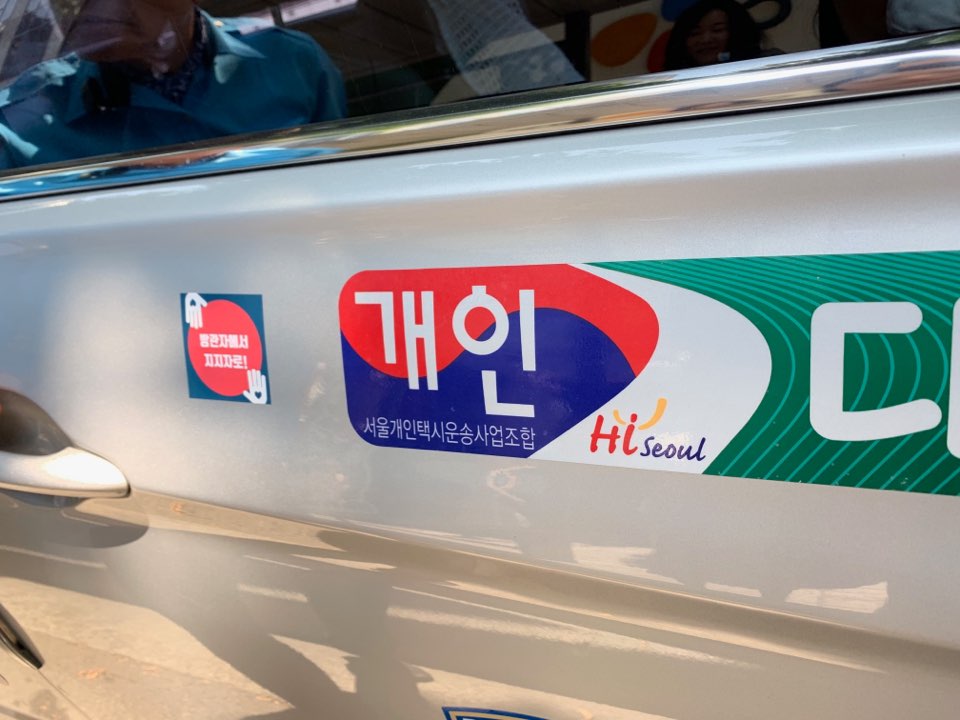 방관자에서
지지자로!
개인
서울개인택시운송사업조합
Hi Seoul